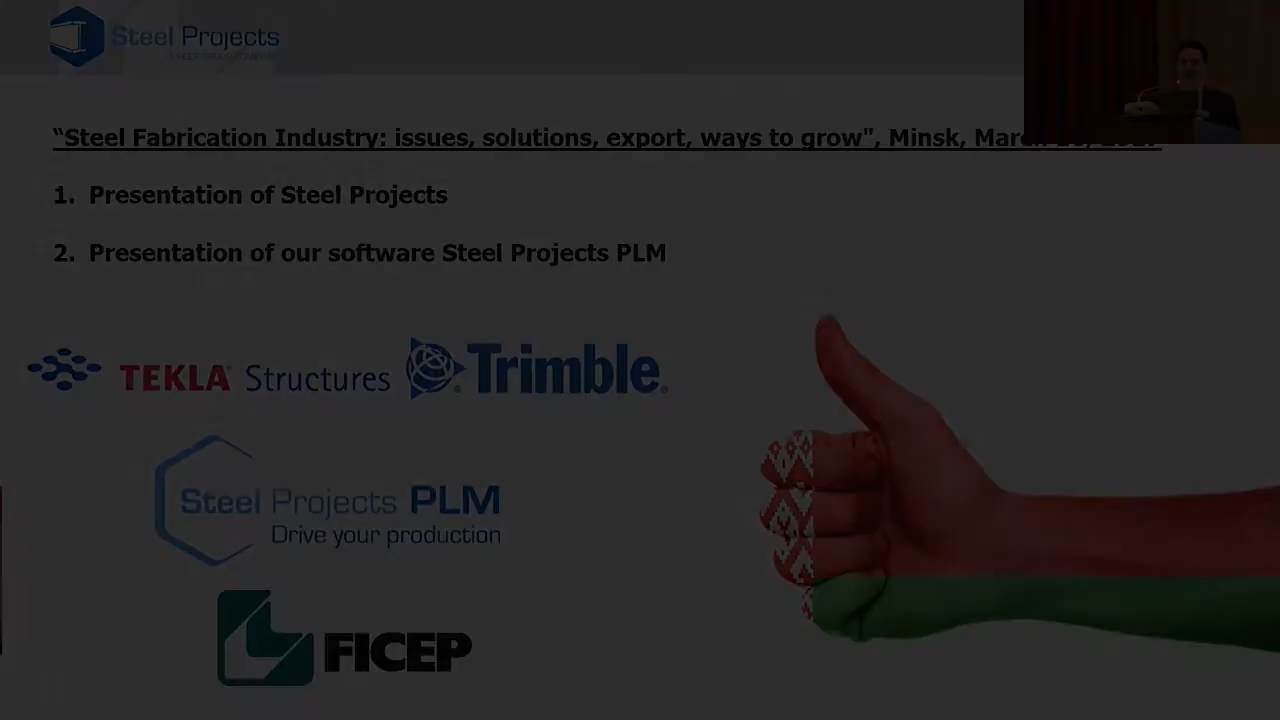 Steel Projects
"Steel Fabrication Industry: issues, solutions, export, ways to grow", Minsk,
1. Presentation of Steel Projects
2. Presentation of our software Steel Projects PLM
TEKLA® Structures
Trimble®
Steel Projects PLM
Drive your production
FICEP